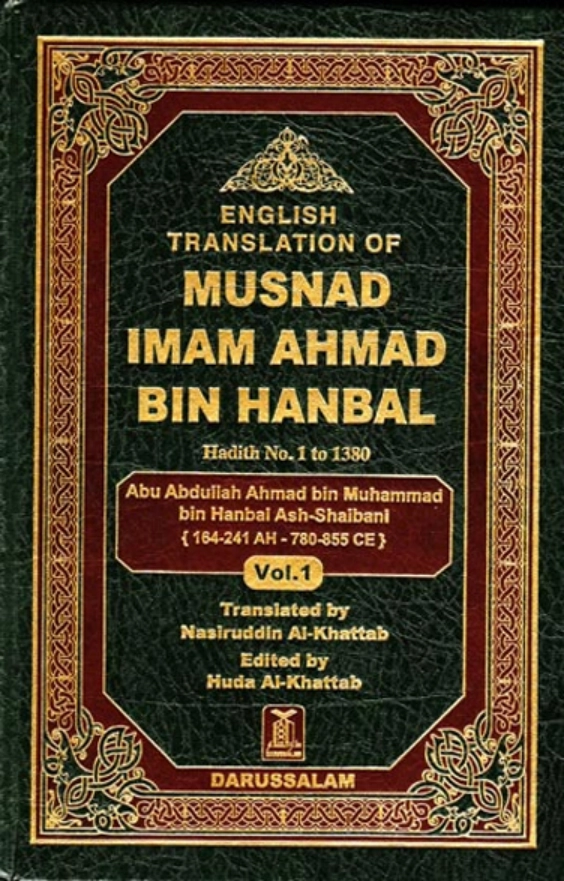 ENGLISH
TRANSLATION OF
MUSNAD
IMAM AHMAD
BIN HANBAL
Hadith No. 1 to 1380
Abu Abdullah Ahmad bin Muhammad
bin Hanbal Ash-Shaibani
{ 164-241 AH - 780-855 CE }
Vol.1
Translated by
Nasiruddin Al-Khattab
Edited by
Huda Al-Khattab
DARUSSALAM
DARUSSALAM